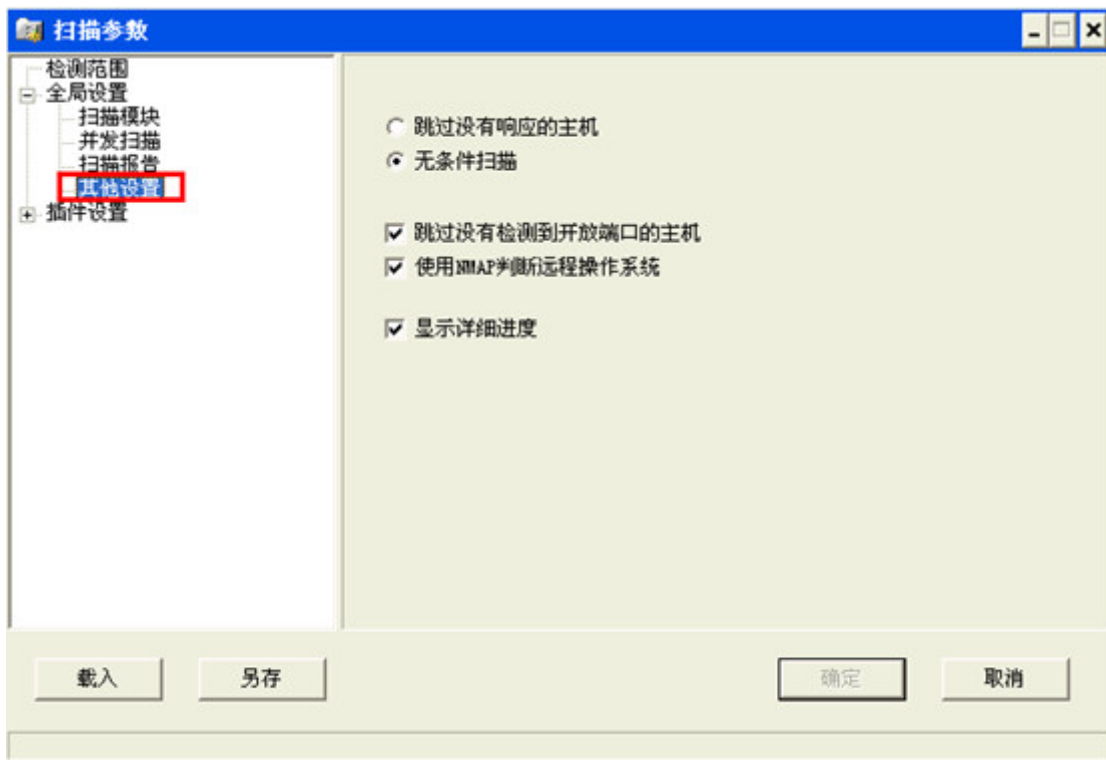 扫描参数
检测范围
全局设置
扫描模块
并发扫描
扫描报告
其他设置
插件设置
跳过没有响应的主机
无条件扫描
跳过没有检测到开放端口的主机
使用NMAP判断远程操作系统
显示详细进度
载入
另存
确定
取消